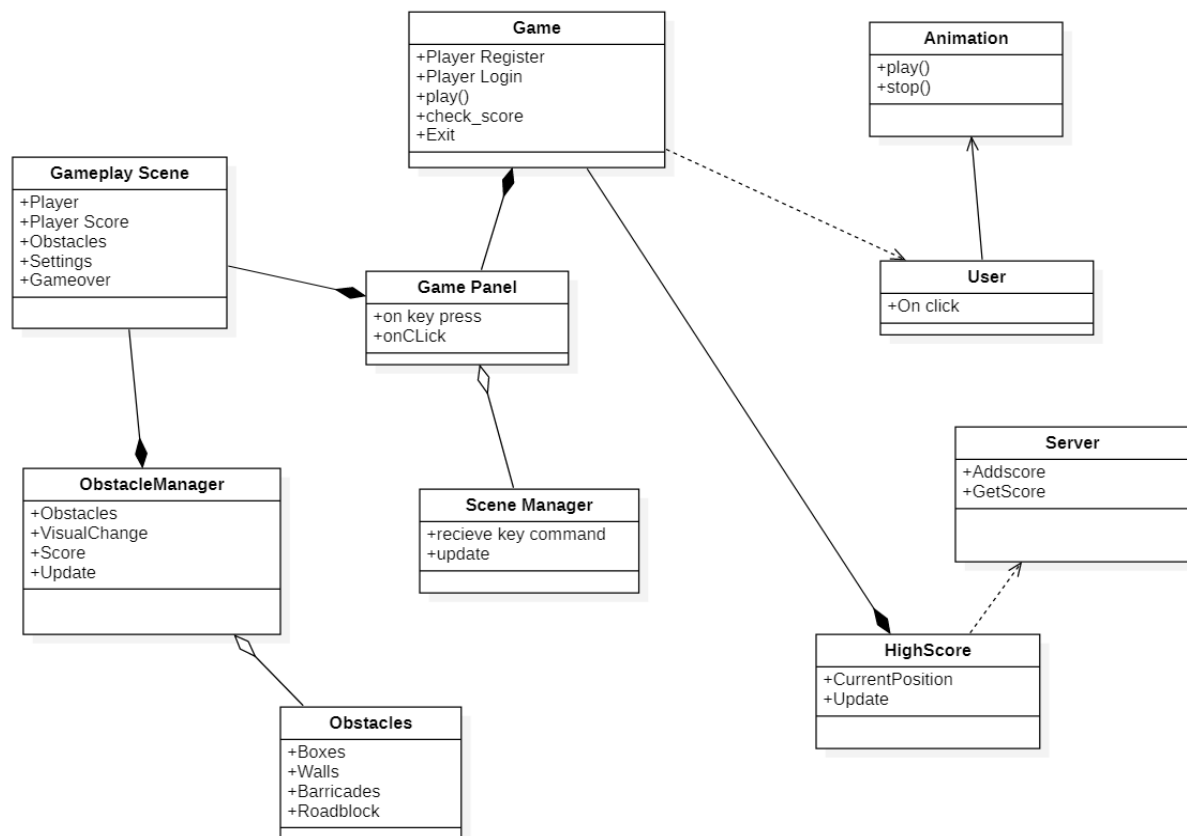 Game
+Player Register
+Player Login
+play()
+check_score
+Exit
Animation
+play()
+stop()
Gameplay Scene
+Player
+Player Score
+Obstacles
+Settings
+Gameover
Game Panel
+on key press
+onCLick
User
+On click
ObstacleManager
+Obstacles
+VisualChange
+Score
+Update
Scene Manager
+recieve key command
+update
Server
+Addscore
+GetScore
HighScore
+CurrentPosition
+Update
Obstacles
+Boxes
+Walls
+Barricades
+Roadblock